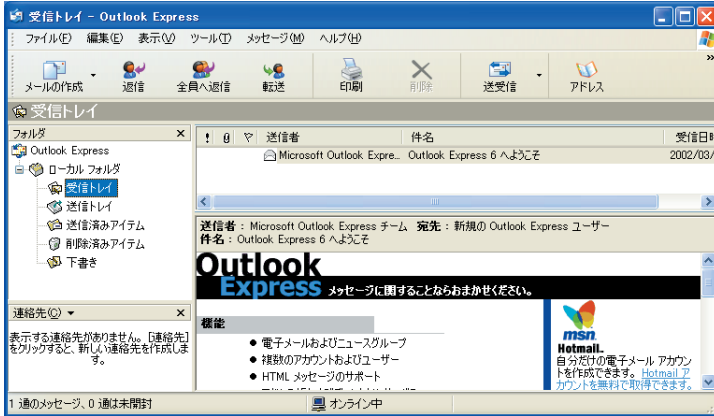 受信トレイ - Outlook Express
ファイル(F) 編集(E) 表示(V) ツール(T) メッセージ(M) ヘルプ(H)
メールの作成 返信 全員へ返信 転送 印刷 削除 送受信 アドレス
受信トレイ
フォルダ
Outlook Express
ローカル フォルダ
受信トレイ
送信トレイ
送信済みアイテム
削除済みアイテム
下書き
連絡先(C)
表示する連絡先がありません。[連絡先]
をクリックすると、新しい連絡先を作成しま
す。
送信者 件名 受信日
Microsoft Outlook Expre... Outlook Express 6 へようこそ 2002/03/
送信者 : Microsoft Outlook Express チーム 宛先 : 新規の Outlook Express ユーザー
件名 : Outlook Express 6 へようこそ
Outlook
Express メッセージに関することならおまかせください。
機能
● 電子メールおよびニュースグループ
● 複数のアカウントおよびユーザー
● HTML メッセージのサポート
msn
Hotmail
自分だけの電子メール アカウン
トを作成できます。 Hotmail ア
カウントを無料で取得できます。
1 通のメッセージ、0 通は未開封 オンライン中